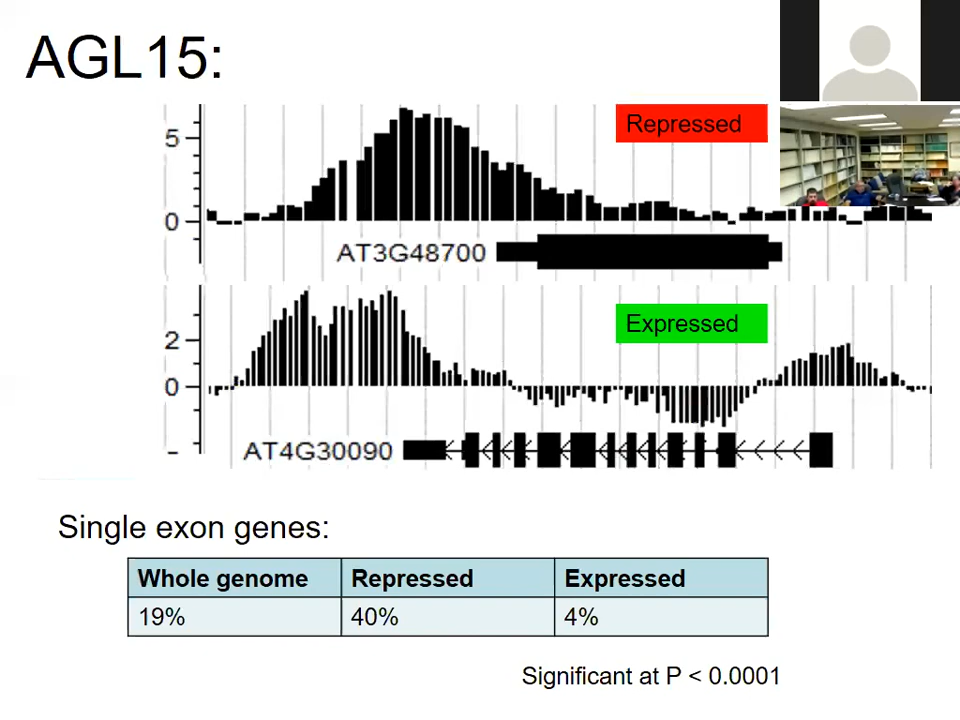 AGL15:
5
Repressed
0
AT3G48700
2
Expressed
0
-
AT4G30090
Single exon genes:
Whole genome Repressed Expressed
19% 40% 4%
Significant at P < 0.0001